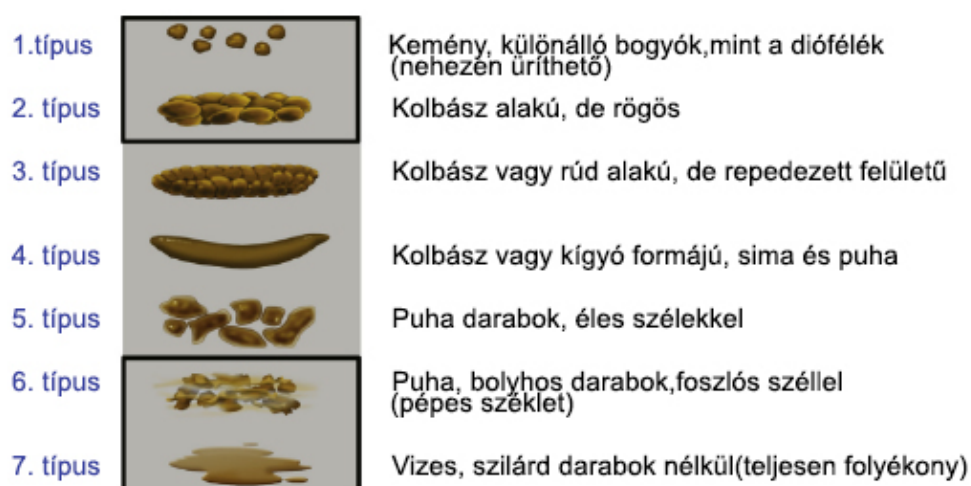 1.típus Kemény, különálló bogyók,mint a diófélék
(nehezen üríthető)
2. típus Kolbász alakú, de rögös
3. típus Kolbász vagy rúd alakú, de repedezett felületű
4. típus Kolbász vagy kígyó formájú, sima és puha
5. típus Puha darabok, éles szélekkel
6. típus Puha, bolyhos darabok,foszlós széllel
(pépes széklet)
7. típus Vizes, szilárd darabok nélkül(teljesen folyékony)